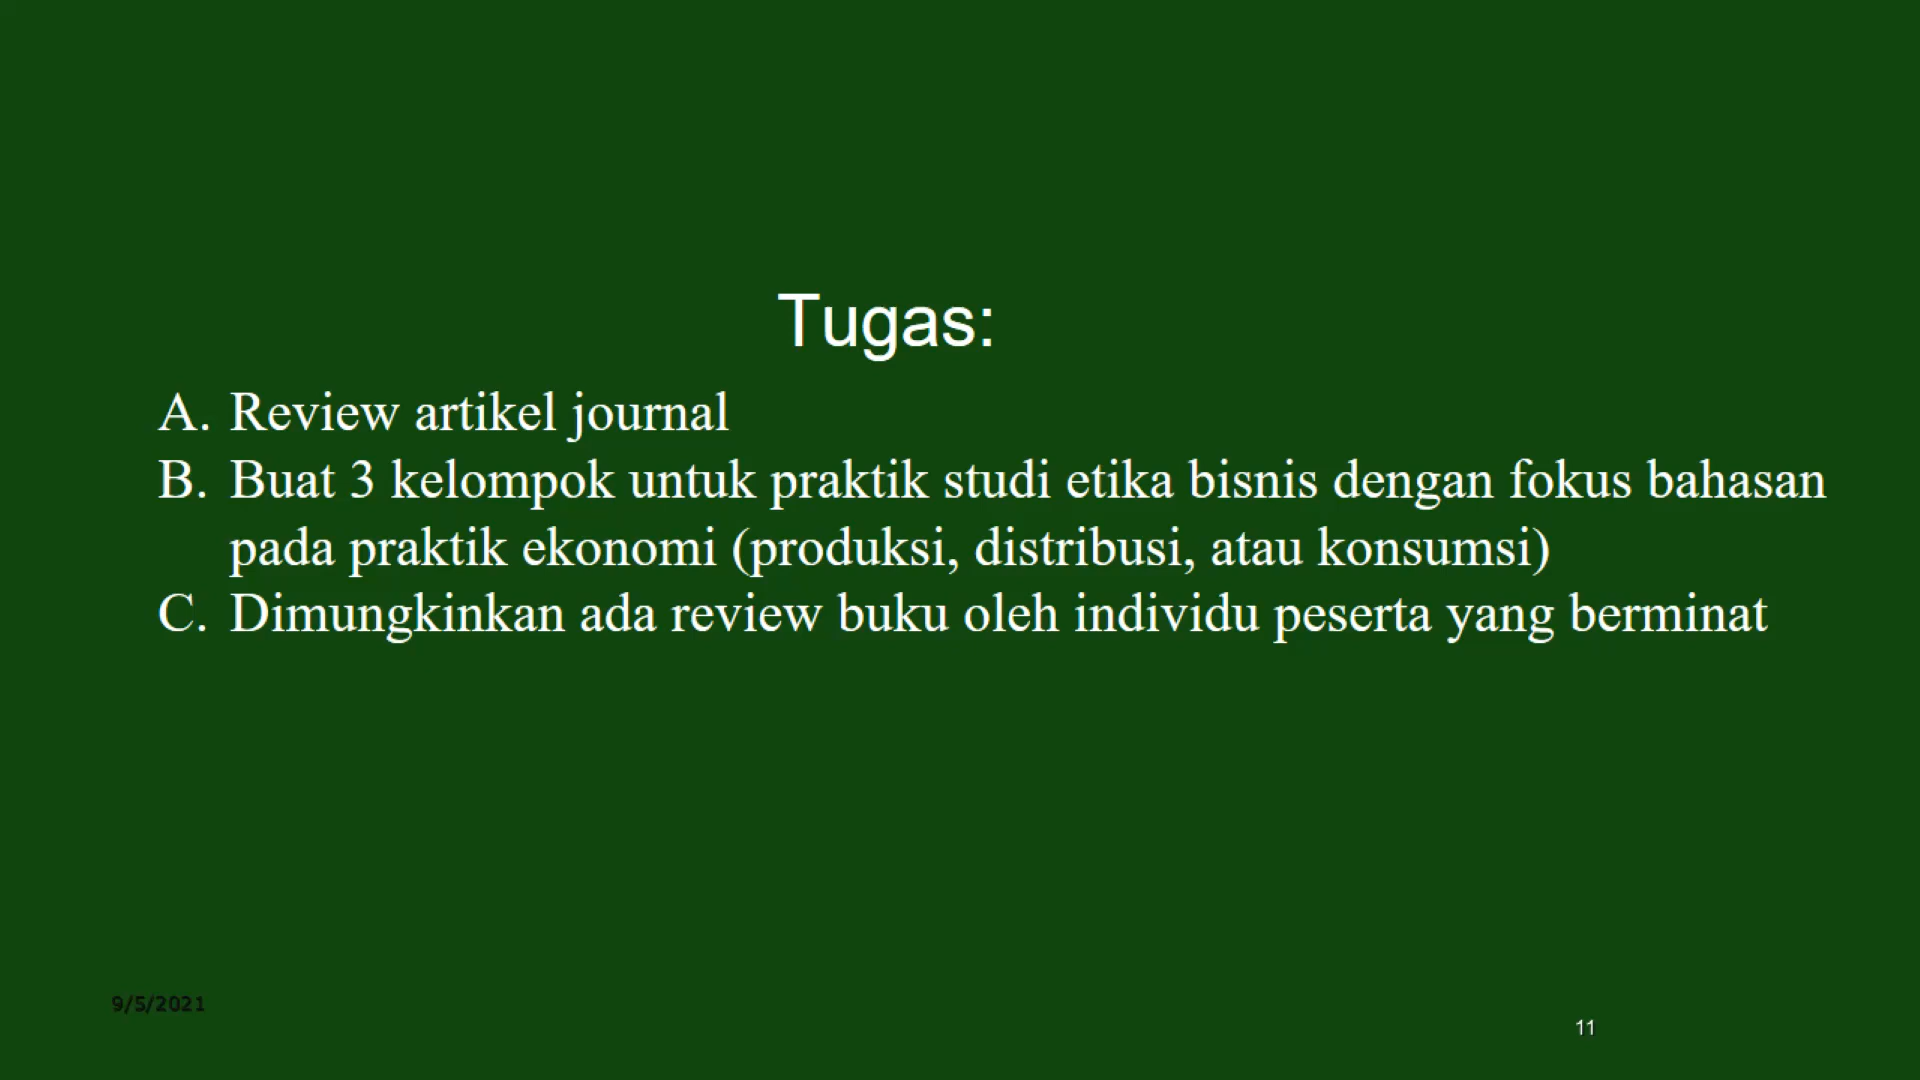 Tugas:
A. Review artikel journal
B. Buat 3 kelompok untuk praktik studi etika bisnis dengan fokus bahasan
pada praktik ekonomi (produksi, distribusi, atau konsumsi)
C. Dimungkinkan ada review buku oleh individu peserta yang berminat
9/5/2021
11